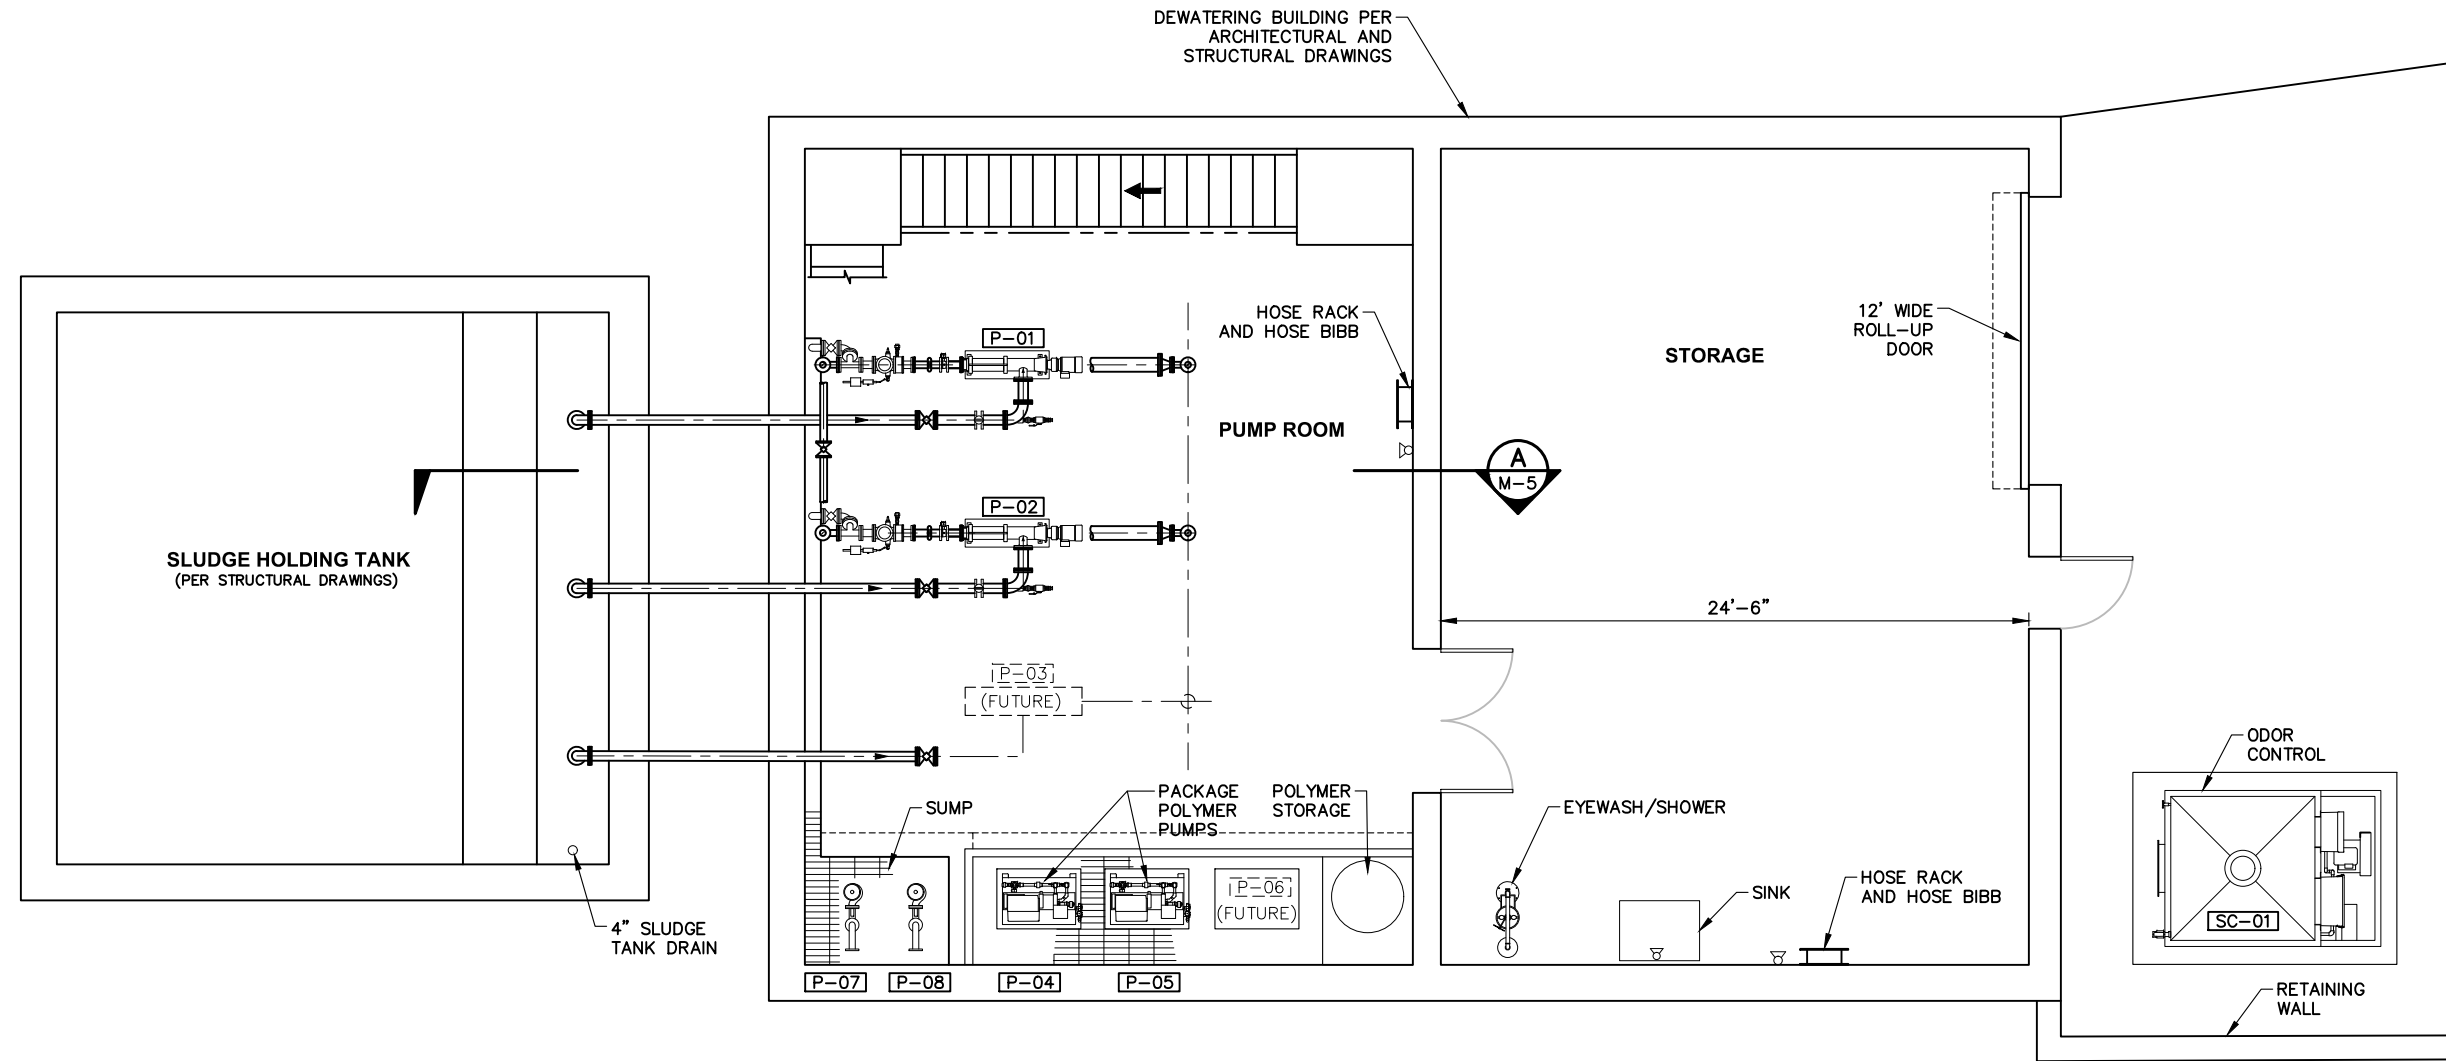 DEWATERING BUILDING PER
ARCHITECTURAL AND
STRUCTURAL DRAWINGS
HOSE RACK
AND HOSE BIBB
12' WIDE
ROLL-UP
DOOR
P-01
STORAGE
PUMP ROOM
A
M-5
P-02
SLUDGE HOLDING TANK
(PER STRUCTURAL DRAWINGS)
24'-6"
P-03
(FUTURE)
ODOR
CONTROL
SUMP
PACKAGE
POLYMER
PUMPS
POLYMER
STORAGE
EYEWASH/SHOWER
P-06
(FUTURE)
SINK
HOSE RACK
AND HOSE BIBB
SC-01
4" SLUDGE
TANK DRAIN
P-07
P-08
P-04
P-05
RETAINING
WALL